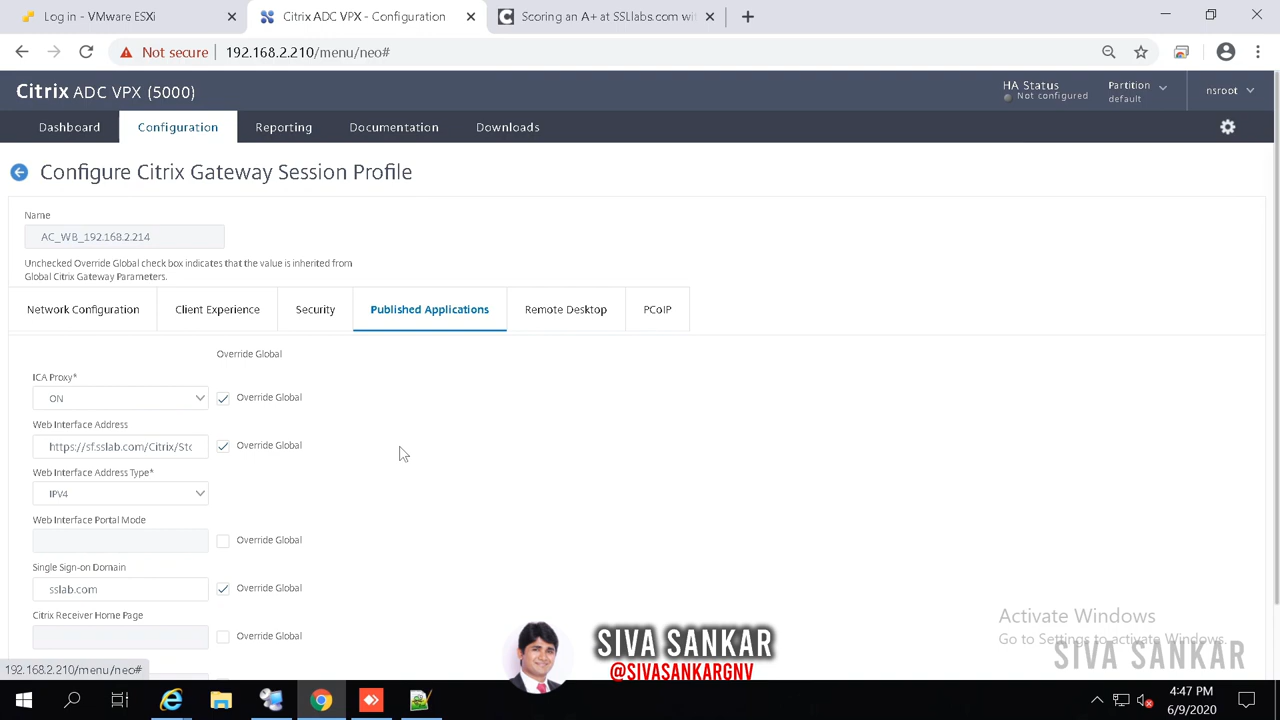 Log in - VMware ESXi
Citrix ADC VPX - Configuration
Scoring an A+ at SSLlabs.com wit
Not secure
192.168.2.210/menu/neo#
Citrix ADC VPX (5000)
HA Status
Not configured
Partition
default
nsroot
Dashboard
Configuration
Reporting
Documentation
Downloads
Configure Citrix Gateway Session Profile
Name
AC_WB_192.168.2.214
Unchecked Override Global check box indicates that the value is inherited from
Global Citrix Gateway Parameters.
Network Configuration
Client Experience
Security
Published Applications
Remote Desktop
PCoIP
Override Global
ICA Proxy*
ON
Override Global
Web Interface Address
https://sf.sslab.com/Citrix/Sto
Override Global
Web Interface Address Type*
IPV4
Web Interface Portal Mode
Override Global
Single Sign-on Domain
sslab.com
Override Global
Citrix Receiver Home Page
Override Global
Activate Windows
Go to Settings to activate Windows.
SIVA SANKAR
SIVA SANKAR
@SIVASANKARGNV
192.168.2.210/menu/neo#
4:47 PM
6/9/2020